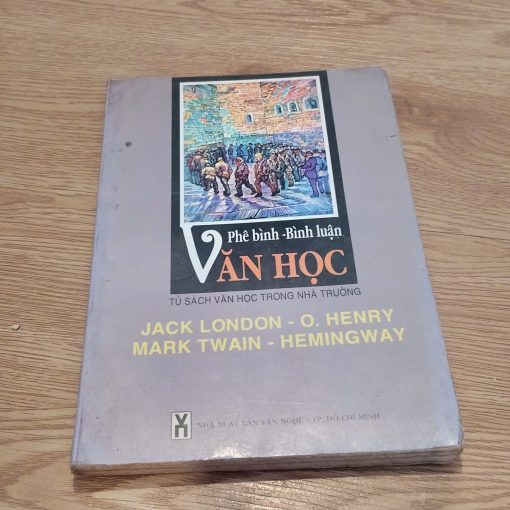 Phê bình - Bình luận
VĂN HỌC
TỦ SÁCH VĂN HỌC TRONG NHÀ TRƯỜNG
JACK LONDON - O. HENRY
MARK TWAIN - HEMINGWAY
VN NHÀ XUẤT BẢN VĂN NGHỆ - TP. HỒ CHÍ MINH